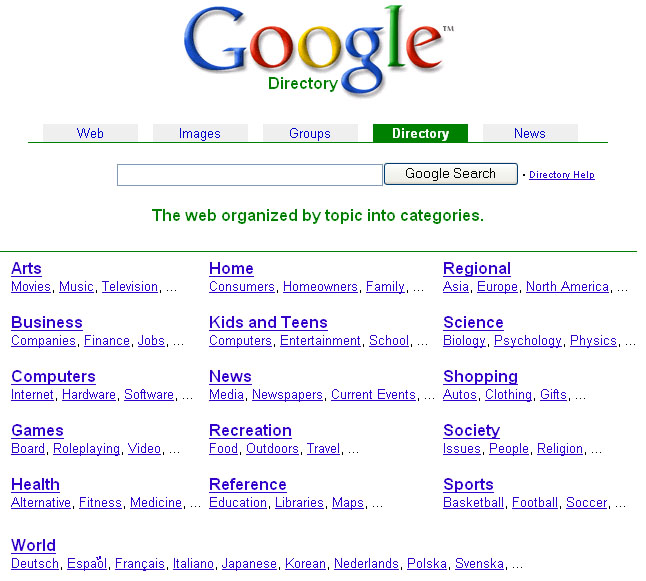 Google™
Directory
Web Images Groups Directory News
Google Search • Directory Help
The web organized by topic into categories.
Arts Home Regional
Movies, Music, Television, ... Consumers, Homeowners, Family, ... Asia, Europe, North America, ...
Business Kids and Teens Science
Companies, Finance, Jobs, ... Computers, Entertainment, School, ... Biology, Psychology, Physics, ...
Computers News Shopping
Internet, Hardware, Software, ... Media, Newspapers, Current Events, ... Autos, Clothing, Gifts, ...
Games Recreation Society
Board, Roleplaying, Video, ... Food, Outdoors, Travel, ... Issues, People, Religion, ...
Health Reference Sports
Alternative, Fitness, Medicine, ... Education, Libraries, Maps, ... Basketball, Football, Soccer, ...
World
Deutsch, Español, Français, Italiano, Japanese, Korean, Nederlands, Polska, Svenska, ...